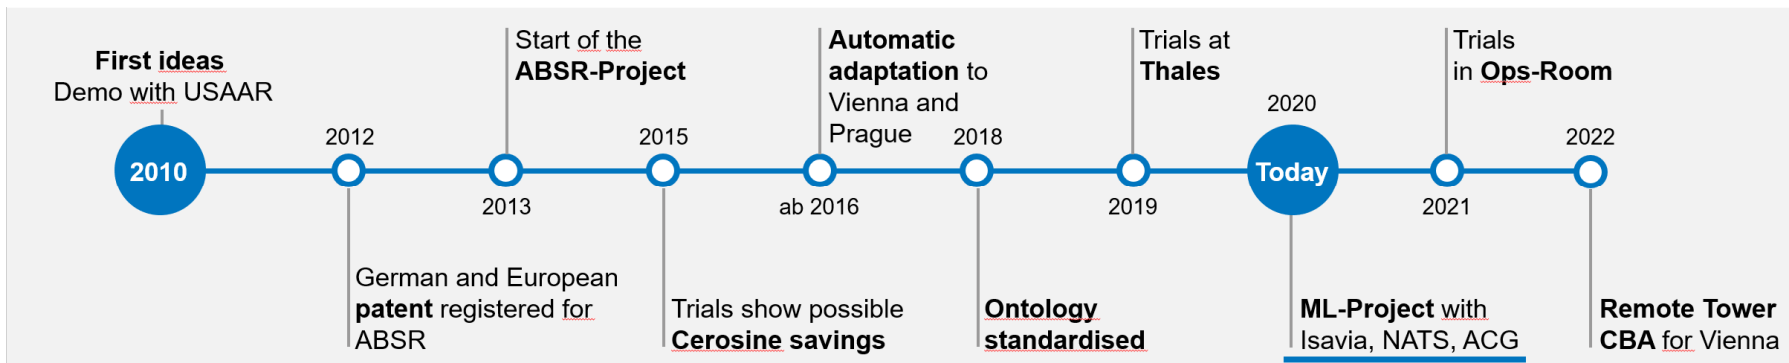 First ideas
Demo with USAAR
2010
2012
German and European
patent registered for
ABSR
Start of the
ABSR-Project
2013
2015
Trials show possible
Cerosine savings
Automatic
adaptation to
Vienna and
Prague
ab 2016
2018
Ontology
standardised
Trials at
Thales
2019
2020
Today
ML-Project with
Isavia, NATS, ACG
Trials
in Ops-Room
2021
2022
Remote Tower
CBA for Vienna